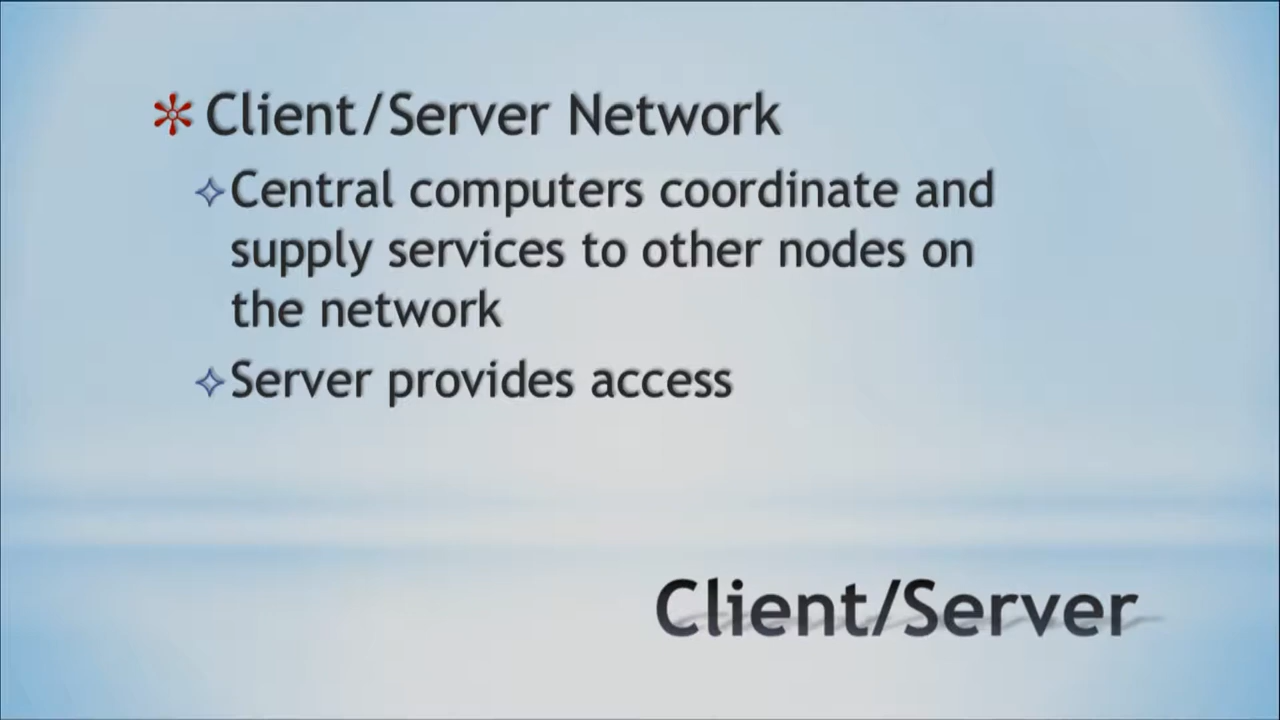 Client/Server Network
Central computers coordinate and
supply services to other nodes on
the network
Server provides access
Client/Server